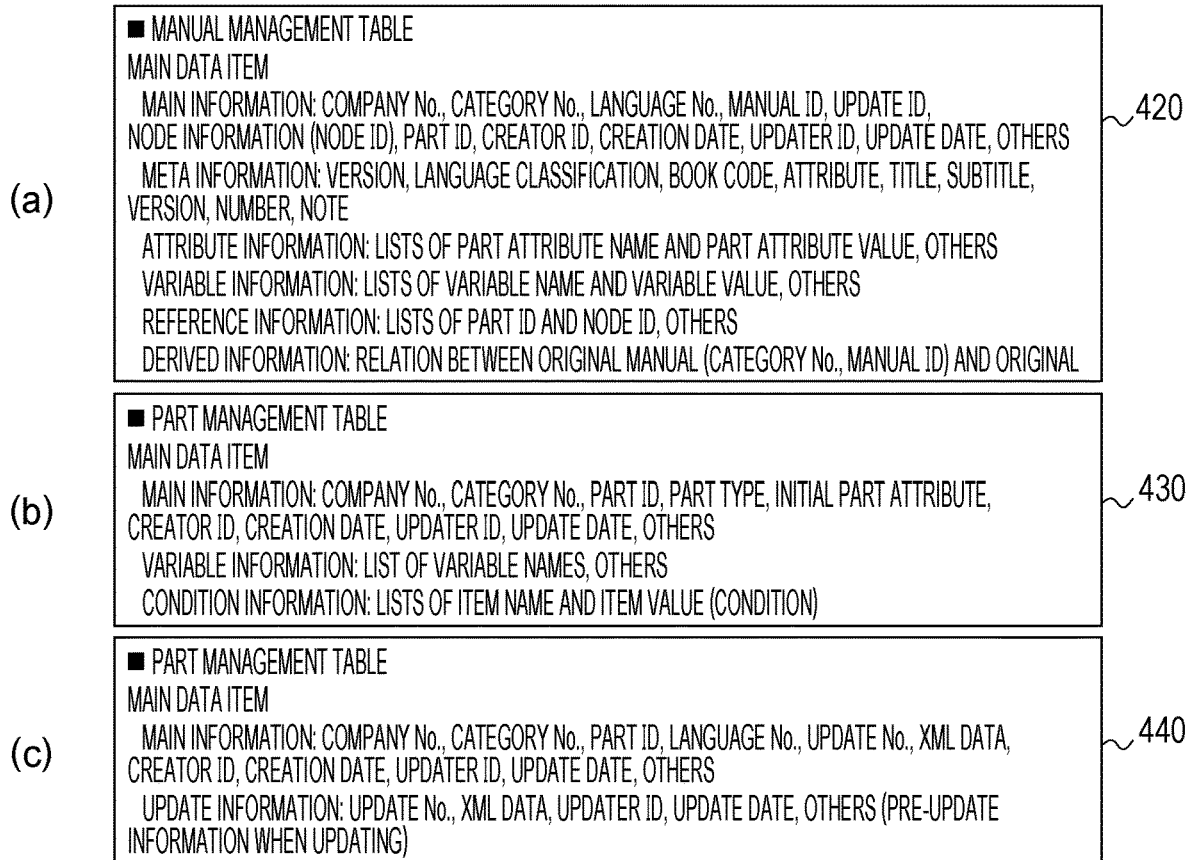 ■ MANUAL MANAGEMENT TABLE
MAIN DATA ITEM
MAIN INFORMATION: COMPANY No., CATEGORY No., LANGUAGE No., MANUAL ID, UPDATE ID,
NODE INFORMATION (NODE ID), PART ID, CREATOR ID, CREATION DATE, UPDATER ID, UPDATE DATE, OTHERS
META INFORMATION: VERSION, LANGUAGE CLASSIFICATION, BOOK CODE, ATTRIBUTE, TITLE, SUBTITLE,
VERSION, NUMBER, NOTE
ATTRIBUTE INFORMATION: LISTS OF PART ATTRIBUTE NAME AND PART ATTRIBUTE VALUE, OTHERS
VARIABLE INFORMATION: LISTS OF VARIABLE NAME AND VARIABLE VALUE, OTHERS
REFERENCE INFORMATION: LISTS OF PART ID AND NODE ID, OTHERS
DERIVED INFORMATION: RELATION BETWEEN ORIGINAL MANUAL (CATEGORY No., MANUAL ID) AND ORIGINAL
(a)
420
■ PART MANAGEMENT TABLE
MAIN DATA ITEM
MAIN INFORMATION: COMPANY No., CATEGORY No., PART ID, PART TYPE, INITIAL PART ATTRIBUTE,
CREATOR ID, CREATION DATE, UPDATER ID, UPDATE DATE, OTHERS
VARIABLE INFORMATION: LIST OF VARIABLE NAMES, OTHERS
CONDITION INFORMATION: LISTS OF ITEM NAME AND ITEM VALUE (CONDITION)
(b)
430
■ PART MANAGEMENT TABLE
MAIN DATA ITEM
MAIN INFORMATION: COMPANY No., CATEGORY No., PART ID, LANGUAGE No., UPDATE No., XML DATA,
CREATOR ID, CREATION DATE, UPDATER ID, UPDATE DATE, OTHERS
UPDATE INFORMATION: UPDATE No., XML DATA, UPDATER ID, UPDATE DATE, OTHERS (PRE-UPDATE
INFORMATION WHEN UPDATING)
(c)
440